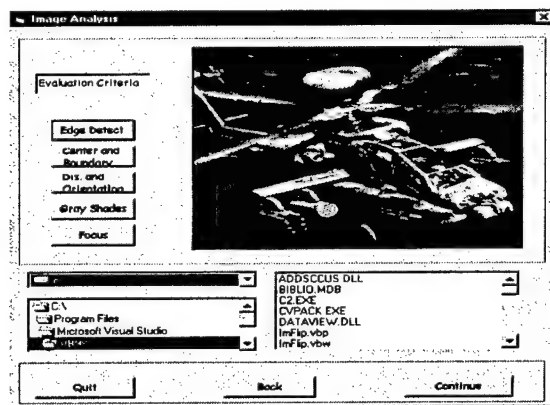 Image Analysis
Evaluation Criteria
Edge Detect
Center and
Boundary
Dis. and
Orientation
Gray Shades
Focus
C:\
Program Files
Microsoft Visual Studio
ADDSCCUS.DLL
BIBLIO.MDB
C2.EXE
CVPACK.EXE
DATAVIEW.DLL
ImFlip.vbp
ImFlip.vbw
Quit
Back
Continue